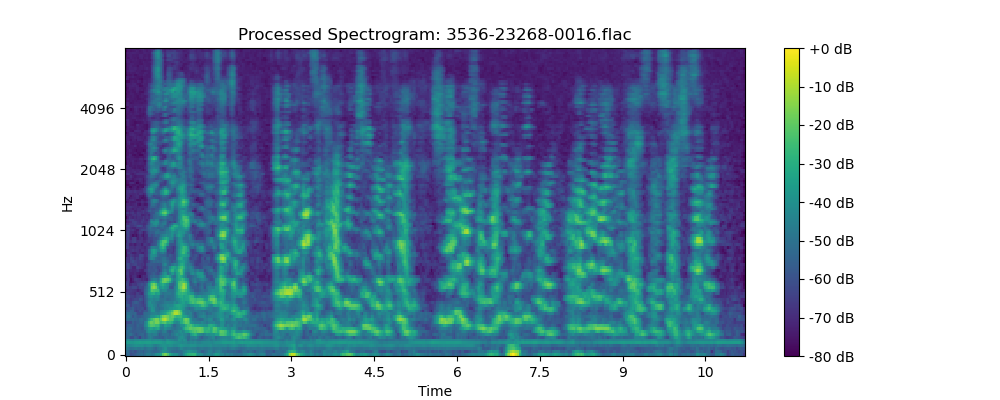 Processed Spectrogram: 3536-23268-0016.flac
Hz
4096
2048
1024
512
0
0 1.5 3 4.5 6 7.5 9 10
Time
+0 dB
-10 dB
-20 dB
-30 dB
-40 dB
-50 dB
-60 dB
-70 dB
-80 dB